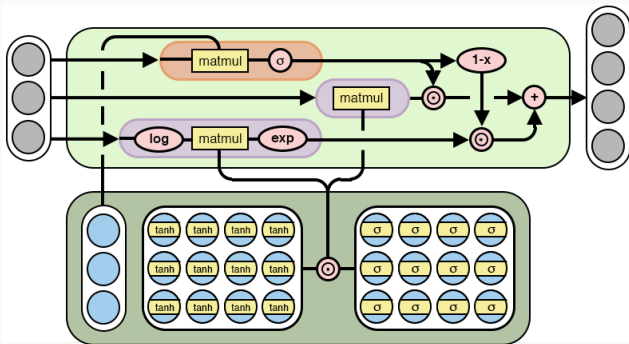 matmul σ 1-x
matmul ⊙ +
log matmul exp ⊙
tanh tanh tanh tanh σ σ σ σ
tanh tanh tanh tanh ⊙ σ σ σ σ
tanh tanh tanh tanh σ σ σ σ